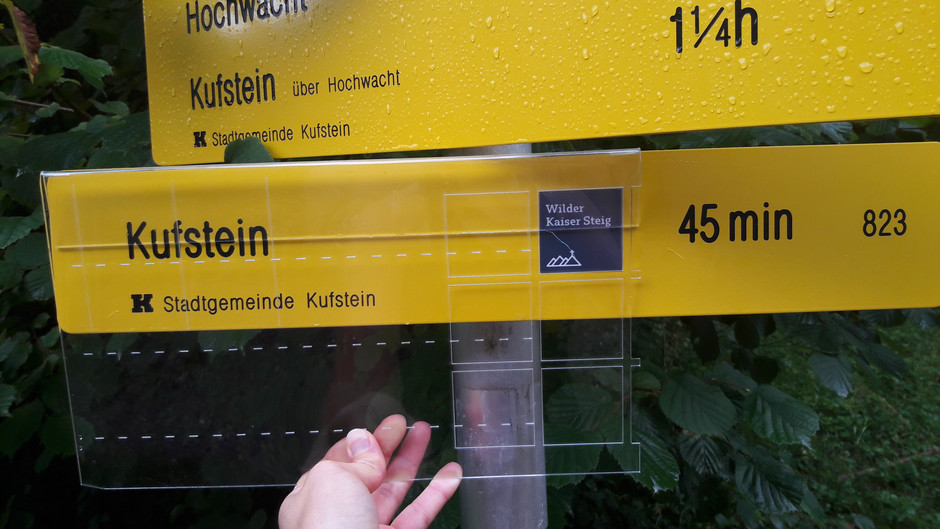 Hochwacht 1¼h
Kufstein über Hochwacht
K Stadtgemeinde Kufstein
Kufstein
Wilder
Kaiser Steig
45 min 823
K Stadtgemeinde Kufstein